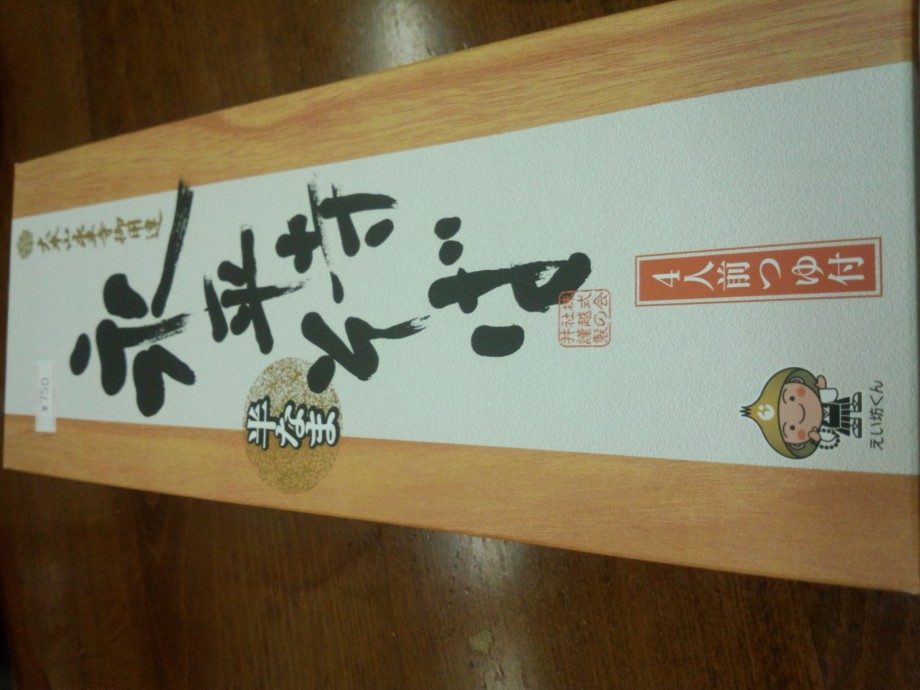 大本山永平寺御用達
永平寺そば
半なま
4人前つゆ付
えい坊くん
¥750